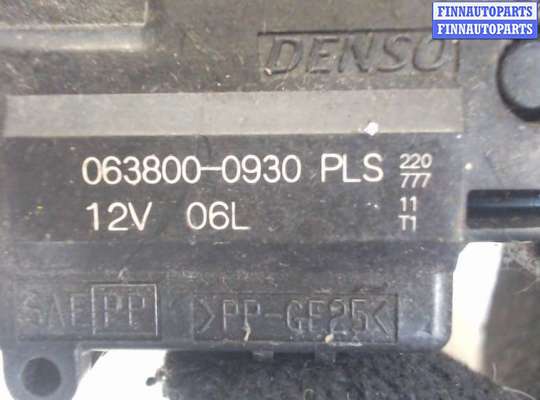 FINNAUTOPARTS
FINNAUTOPARTS
DENSO
063800-0930 PLS 220
777
12V 06L 11
T1
SAE PP >PP-GF25<